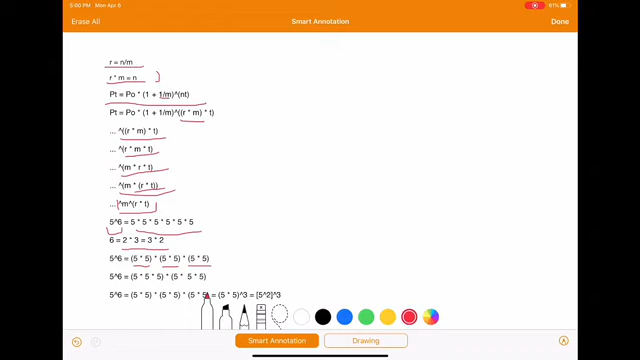 5:00 PM Mon Apr 6
61%
Erase All
Smart Annotation
Done
r = n/m
r * m = n
Pt = Po * (1 + 1/m)^(nt)
Pt = Po * (1 + 1/m)^((r * m) * t)
... ^((r * m) * t)
... ^(r * m * t)
... ^(m * r * t)
... ^(m * (r * t))
... ]^m^(r * t)
5^6 = 5 * 5 * 5 * 5 * 5 * 5
6 = 2 * 3 = 3 * 2
5^6 = (5 * 5) * (5 * 5) * (5 * 5)
5^6 = (5 * 5 * 5) * (5 * 5 * 5)
5^6 = (5 * 5) * (5 * 5) * (5 * 5) = (5 * 5)^3 = [5^2]^3
Smart Annotation
Drawing